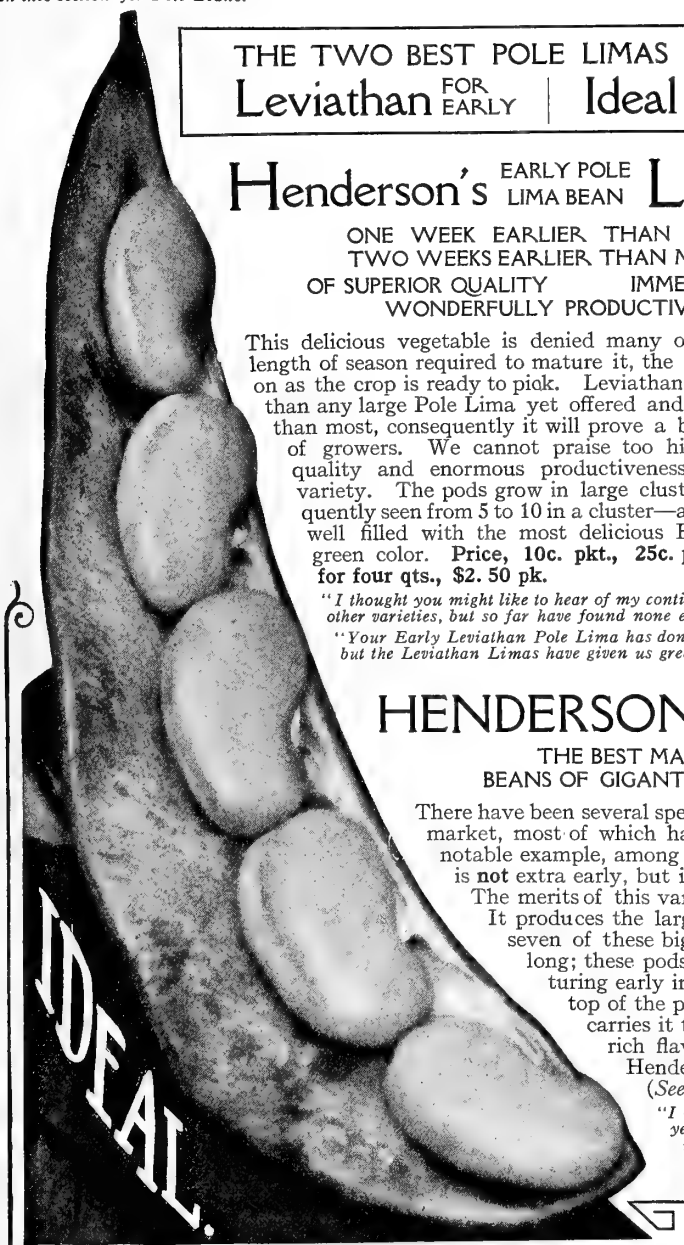 THE TWO BEST POLE LIMAS
Leviathan FOR EARLY | Ideal
Henderson's EARLY POLE LIMA BEAN L
ONE WEEK EARLIER THAN
TWO WEEKS EARLIER THAN
OF SUPERIOR QUALITY IMME
WONDERFULLY PRODUCTIV
This delicious vegetable is denied many o
length of season required to mature it, the
on as the crop is ready to pick. Leviathan
than any large Pole Lima yet offered and
than most, consequently it will prove a b
of growers. We cannot praise too hi
quality and enormous productiveness
variety. The pods grow in large clust
quently seen from 5 to 10 in a cluster—a
well filled with the most delicious
green color. Price, 10c. pkt., 25c.
for four qts., $2.50 pk.
"I thought you might like to hear of my conti
other varieties, but so far have found none e
"Your Early Leviathan Pole Lima has don
but the Leviathan Limas have given us gre
HENDERSON
THE BEST MA
BEANS OF GIGANT
There have been several spe
market, most of which ha
notable example, among
is not extra early, but i
The merits of this var
It produces the larg
seven of these big
long; these pods
turing early in
top of the p
carries it t
rich fla
Hende
(See
"I
ye
IDEAL.